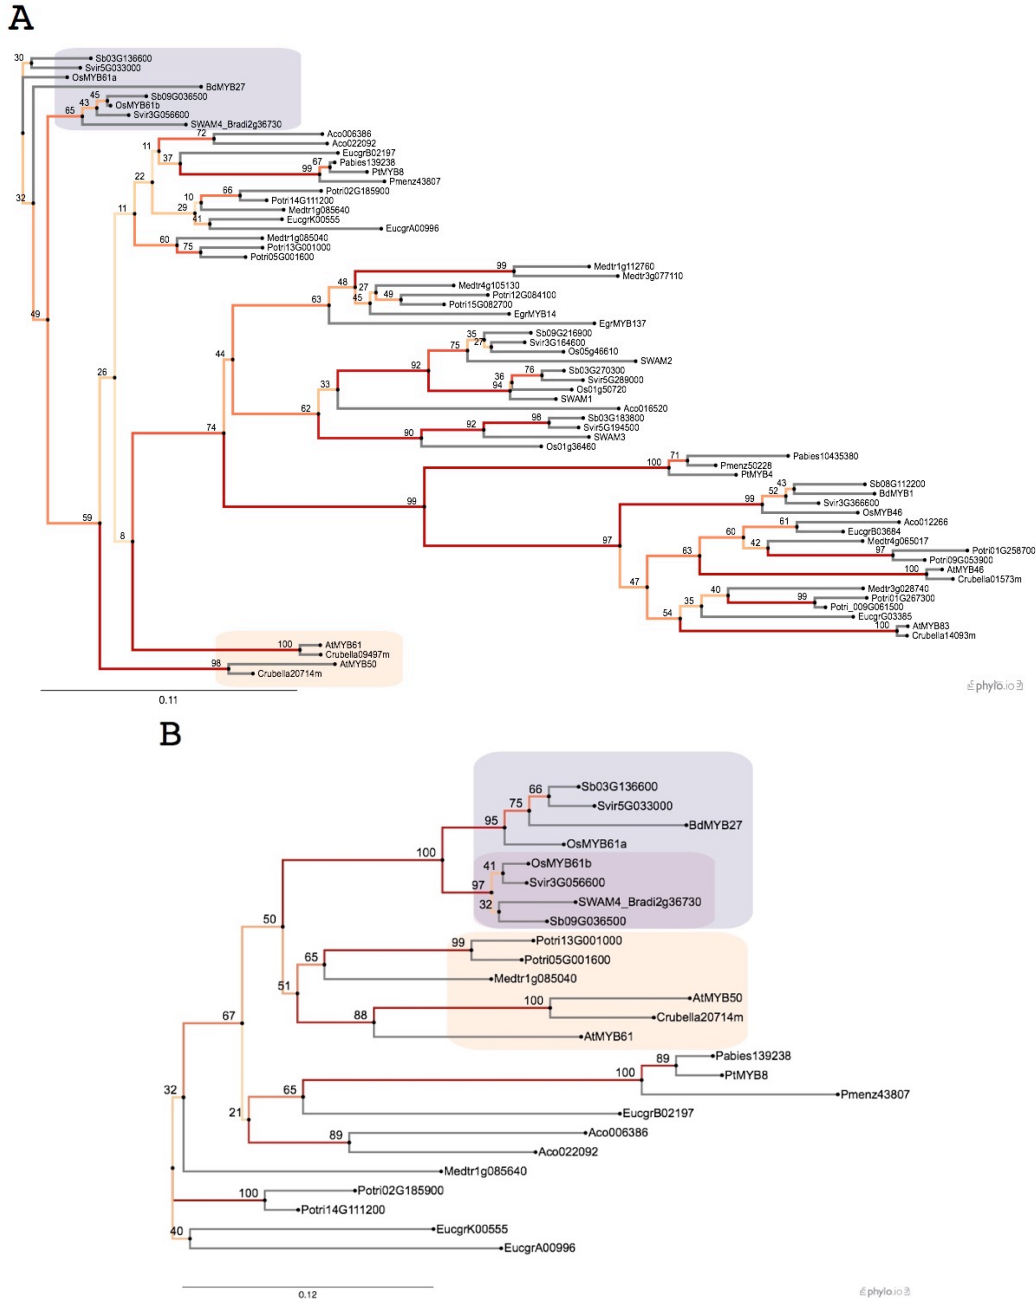 A
30
Sb03G136600
Svir5G033000
OsMYB61a
BdMYB27
45
Sb09G036500
43
OsMYB61b
65
Svir3G056600
SWAM4_Bradi2g36730
72
Aco006386
Aco022092
11
EucgrB02197
37
67
Pabies139238
99
PtMYB8
Pmenz43807
22
66
Potri02G185900
32
10
Potri14G111200
11
29
Medtr1g085640
41
EucgrK00555
EucgrA00996
60
Medtr1g085040
75
Potri13G001000
Potri05G001600
99
Medtr1g112760
Medtr3g077110
48
27
Medtr4g105130
63
45
49
Potri12G084100
Potri15G082700
49
EgrMYB14
EgrMYB137
35
Sb09G216900
27
Svir3G164600
75
Os05g46610
44
SWAM2
92
76
Sb03G270300
26
36
Svir5G289000
33
94
Os01g50720
SWAM1
62
Aco016520
98
Sb03G183800
74
92
Svir5G194500
90
SWAM3
Os01g36460
71
Pabies10435380
100
Pmenz50228
PtMYB4
43
Sb08G112200
52
BdMYB1
99
99
Svir3G366600
OsMYB46
59
61
Aco012266
60
EucgrB03684
8
97
42
Medtr4g065017
63
97
Potri01G258700
Potri09G053900
100
AtMYB46
Crubella01573m
47
40
Medtr3g028740
35
99
Potri01G267300
Potri_009G061500
54
EucgrG03385
100
AtMYB83
Crubella14093m
100
AtMYB61
Crubella09497m
98
AtMYB50
Crubella20714m
0.11
phylo.io
B
66
Sb03G136600
75
Svir5G033000
95
BdMYB27
OsMYB61a
100
41
OsMYB61b
97
Svir3G056600
32
SWAM4_Bradi2g36730
50
Sb09G036500
99
Potri13G001000
65
Potri05G001600
51
Medtr1g085040
100
AtMYB50
67
88
Crubella20714m
AtMYB61
89
Pabies139238
100
PtMYB8
32
65
Pmenz43807
21
EucgrB02197
89
Aco006386
Aco022092
Medtr1g085640
100
Potri02G185900
Potri14G111200
40
EucgrK00555
EucgrA00996
0.12
phylo.io